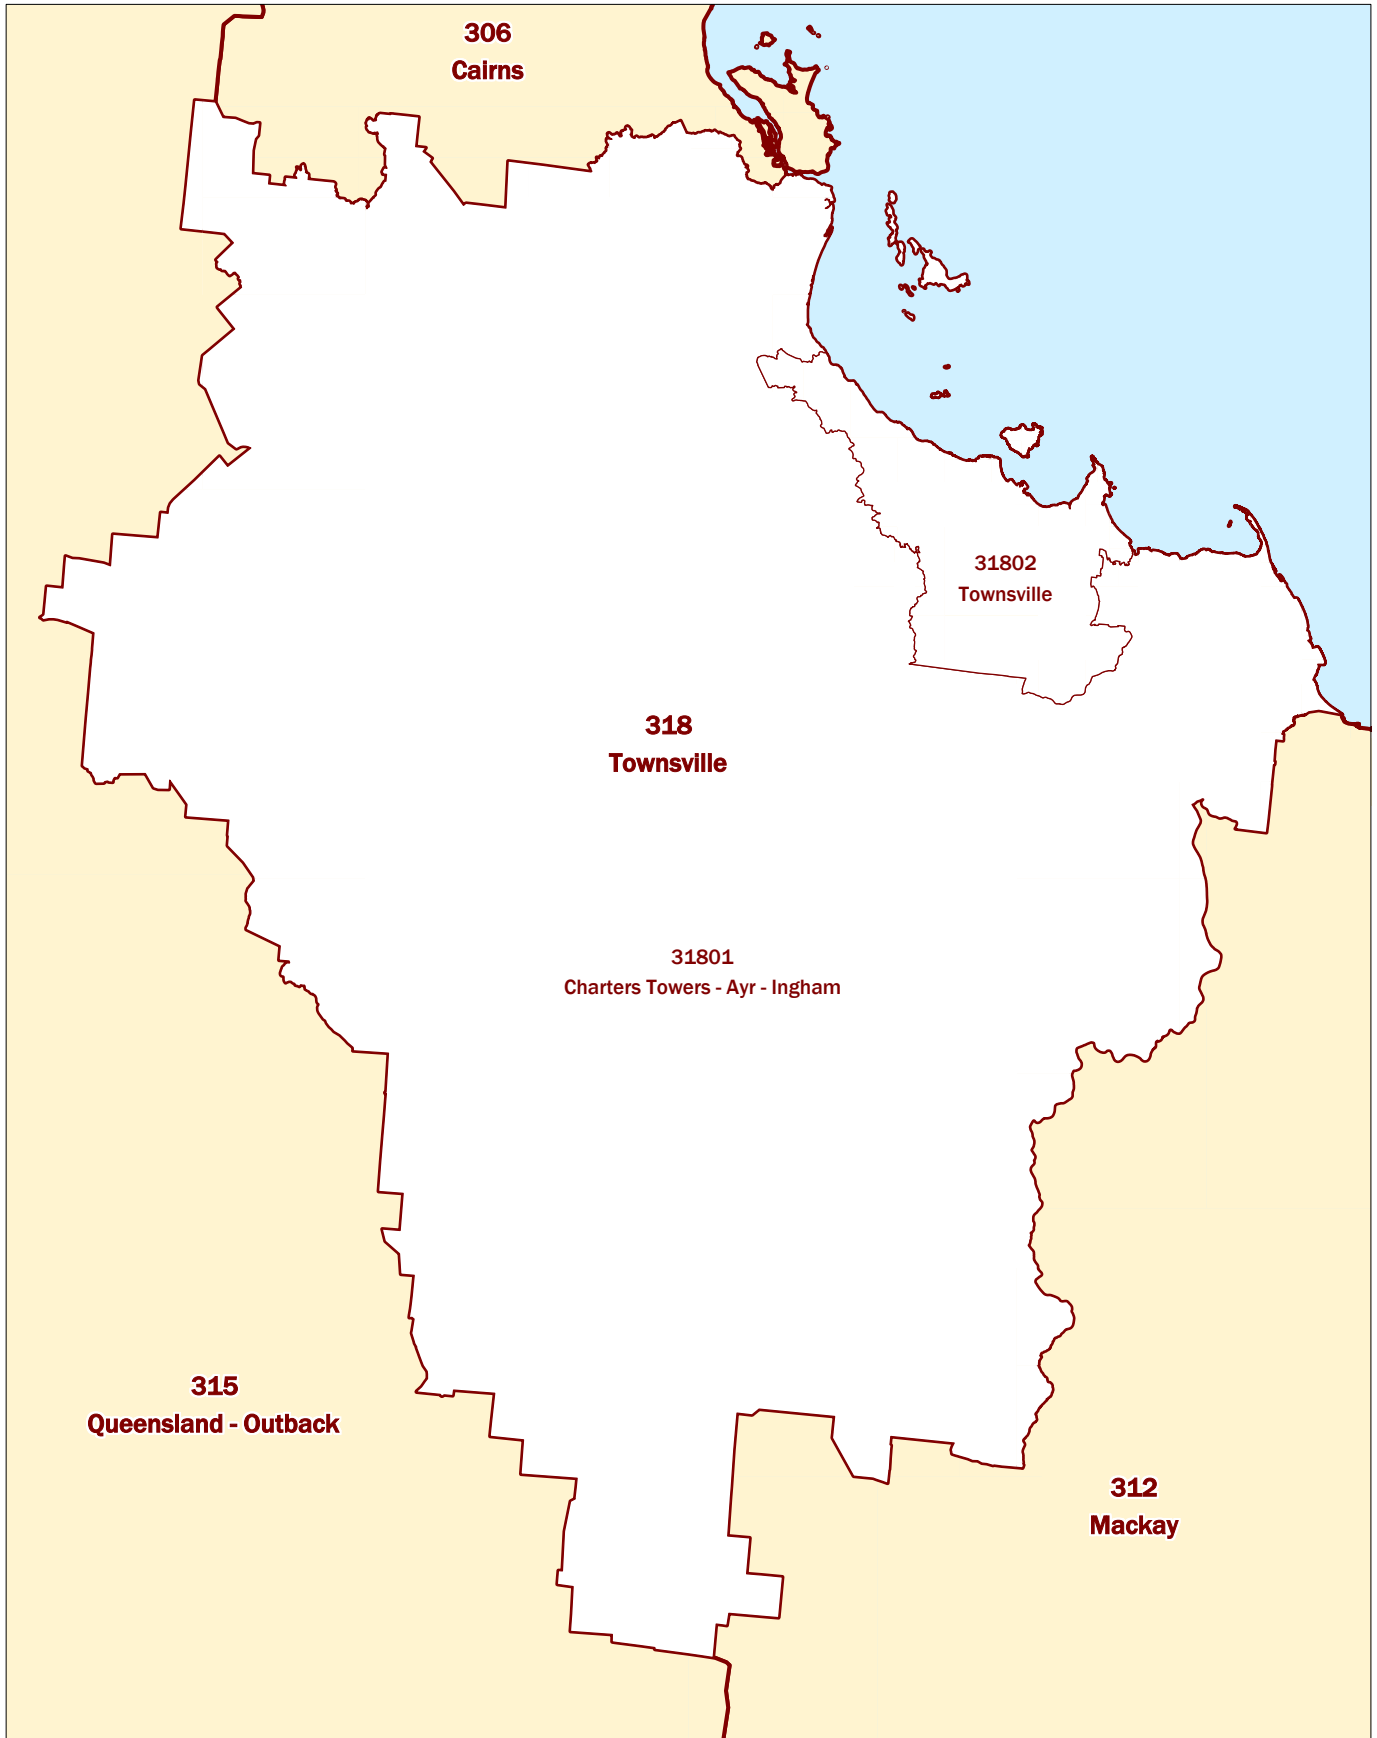 306
Cairns
31802
Townsville
318
Townsville
31801
Charters Towers - Ayr - Ingham
315
Queensland - Outback
312
Mackay